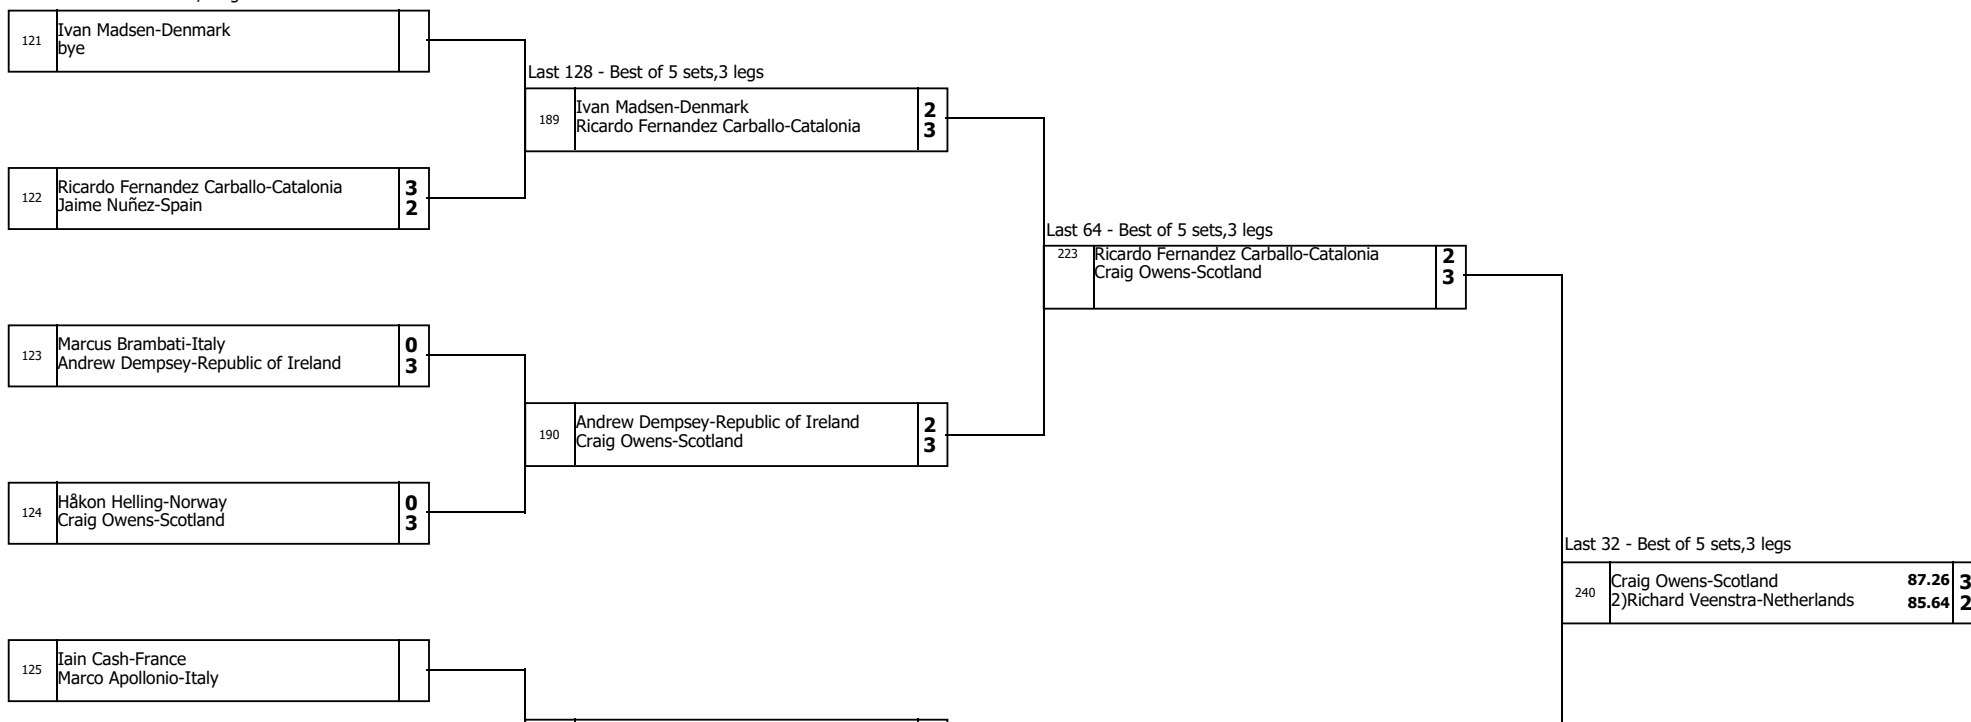 121
Ivan Madsen-Denmark
bye
Last 128 - Best of 5 sets,3 legs
189
Ivan Madsen-Denmark 2
Ricardo Fernandez Carballo-Catalonia 3
122
Ricardo Fernandez Carballo-Catalonia 3
Jaime Nuñez-Spain 2
Last 64 - Best of 5 sets,3 legs
223
Ricardo Fernandez Carballo-Catalonia 2
Craig Owens-Scotland 3
123
Marcus Brambati-Italy 0
Andrew Dempsey-Republic of Ireland 3
190
Andrew Dempsey-Republic of Ireland 2
Craig Owens-Scotland 3
124
Håkon Helling-Norway 0
Craig Owens-Scotland 3
Last 32 - Best of 5 sets,3 legs
240
Craig Owens-Scotland 87.26 3
2)Richard Veenstra-Netherlands 85.64 2
125
Iain Cash-France
Marco Apollonio-Italy